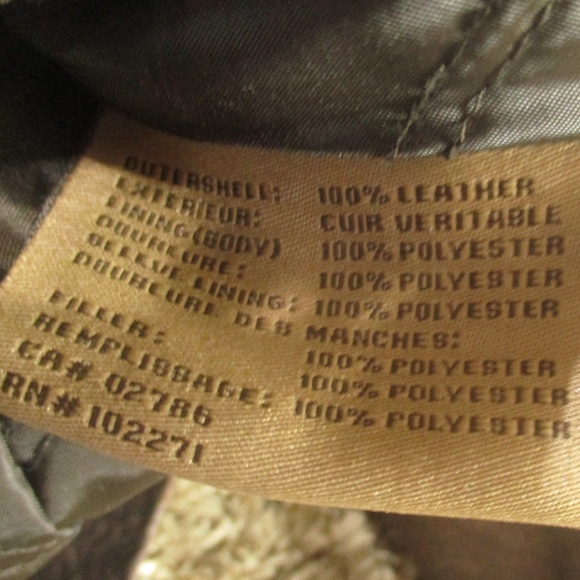 OUTERSHELL: 100% LEATHER
EXTERIEUR: CUIR VERITABLE
LINING(BODY) 100% POLYESTER
DOUBLURE: 100% POLYESTER
SLEEVE LINING: 100% POLYESTER
DOUBLURE DES MANCHES:
100% POLYESTER
FILLER: 100% POLYESTER
REMPLISSAGE: 100% POLYESTER
CA# 02786
RN# 102271